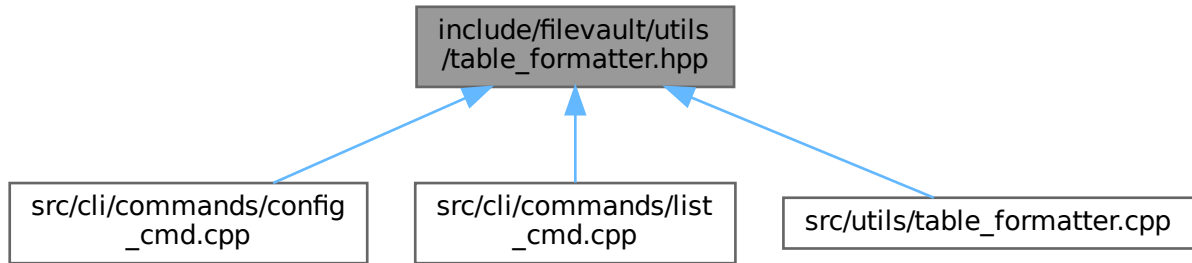 include/filevault/utils
/table_formatter.hpp
src/cli/commands/config
_cmd.cpp
src/cli/commands/list
_cmd.cpp
src/utils/table_formatter.cpp